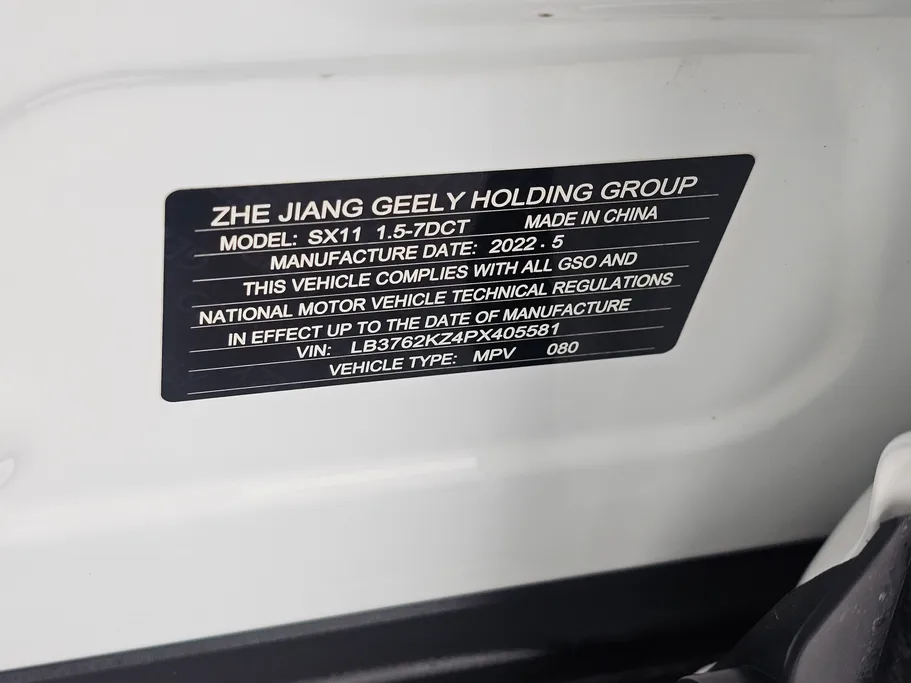 ZHE JIANG GEELY HOLDING GROUP
MODEL: SX11 1.5-7DCT MADE IN CHINA
MANUFACTURE DATE: 2022.5
THIS VEHICLE COMPLIES WITH ALL GSO AND
NATIONAL MOTOR VEHICLE TECHNICAL REGULATIONS
IN EFFECT UP TO THE DATE OF MANUFACTURE
VIN: LB3762KZ4PX405581
VEHICLE TYPE: MPV 080